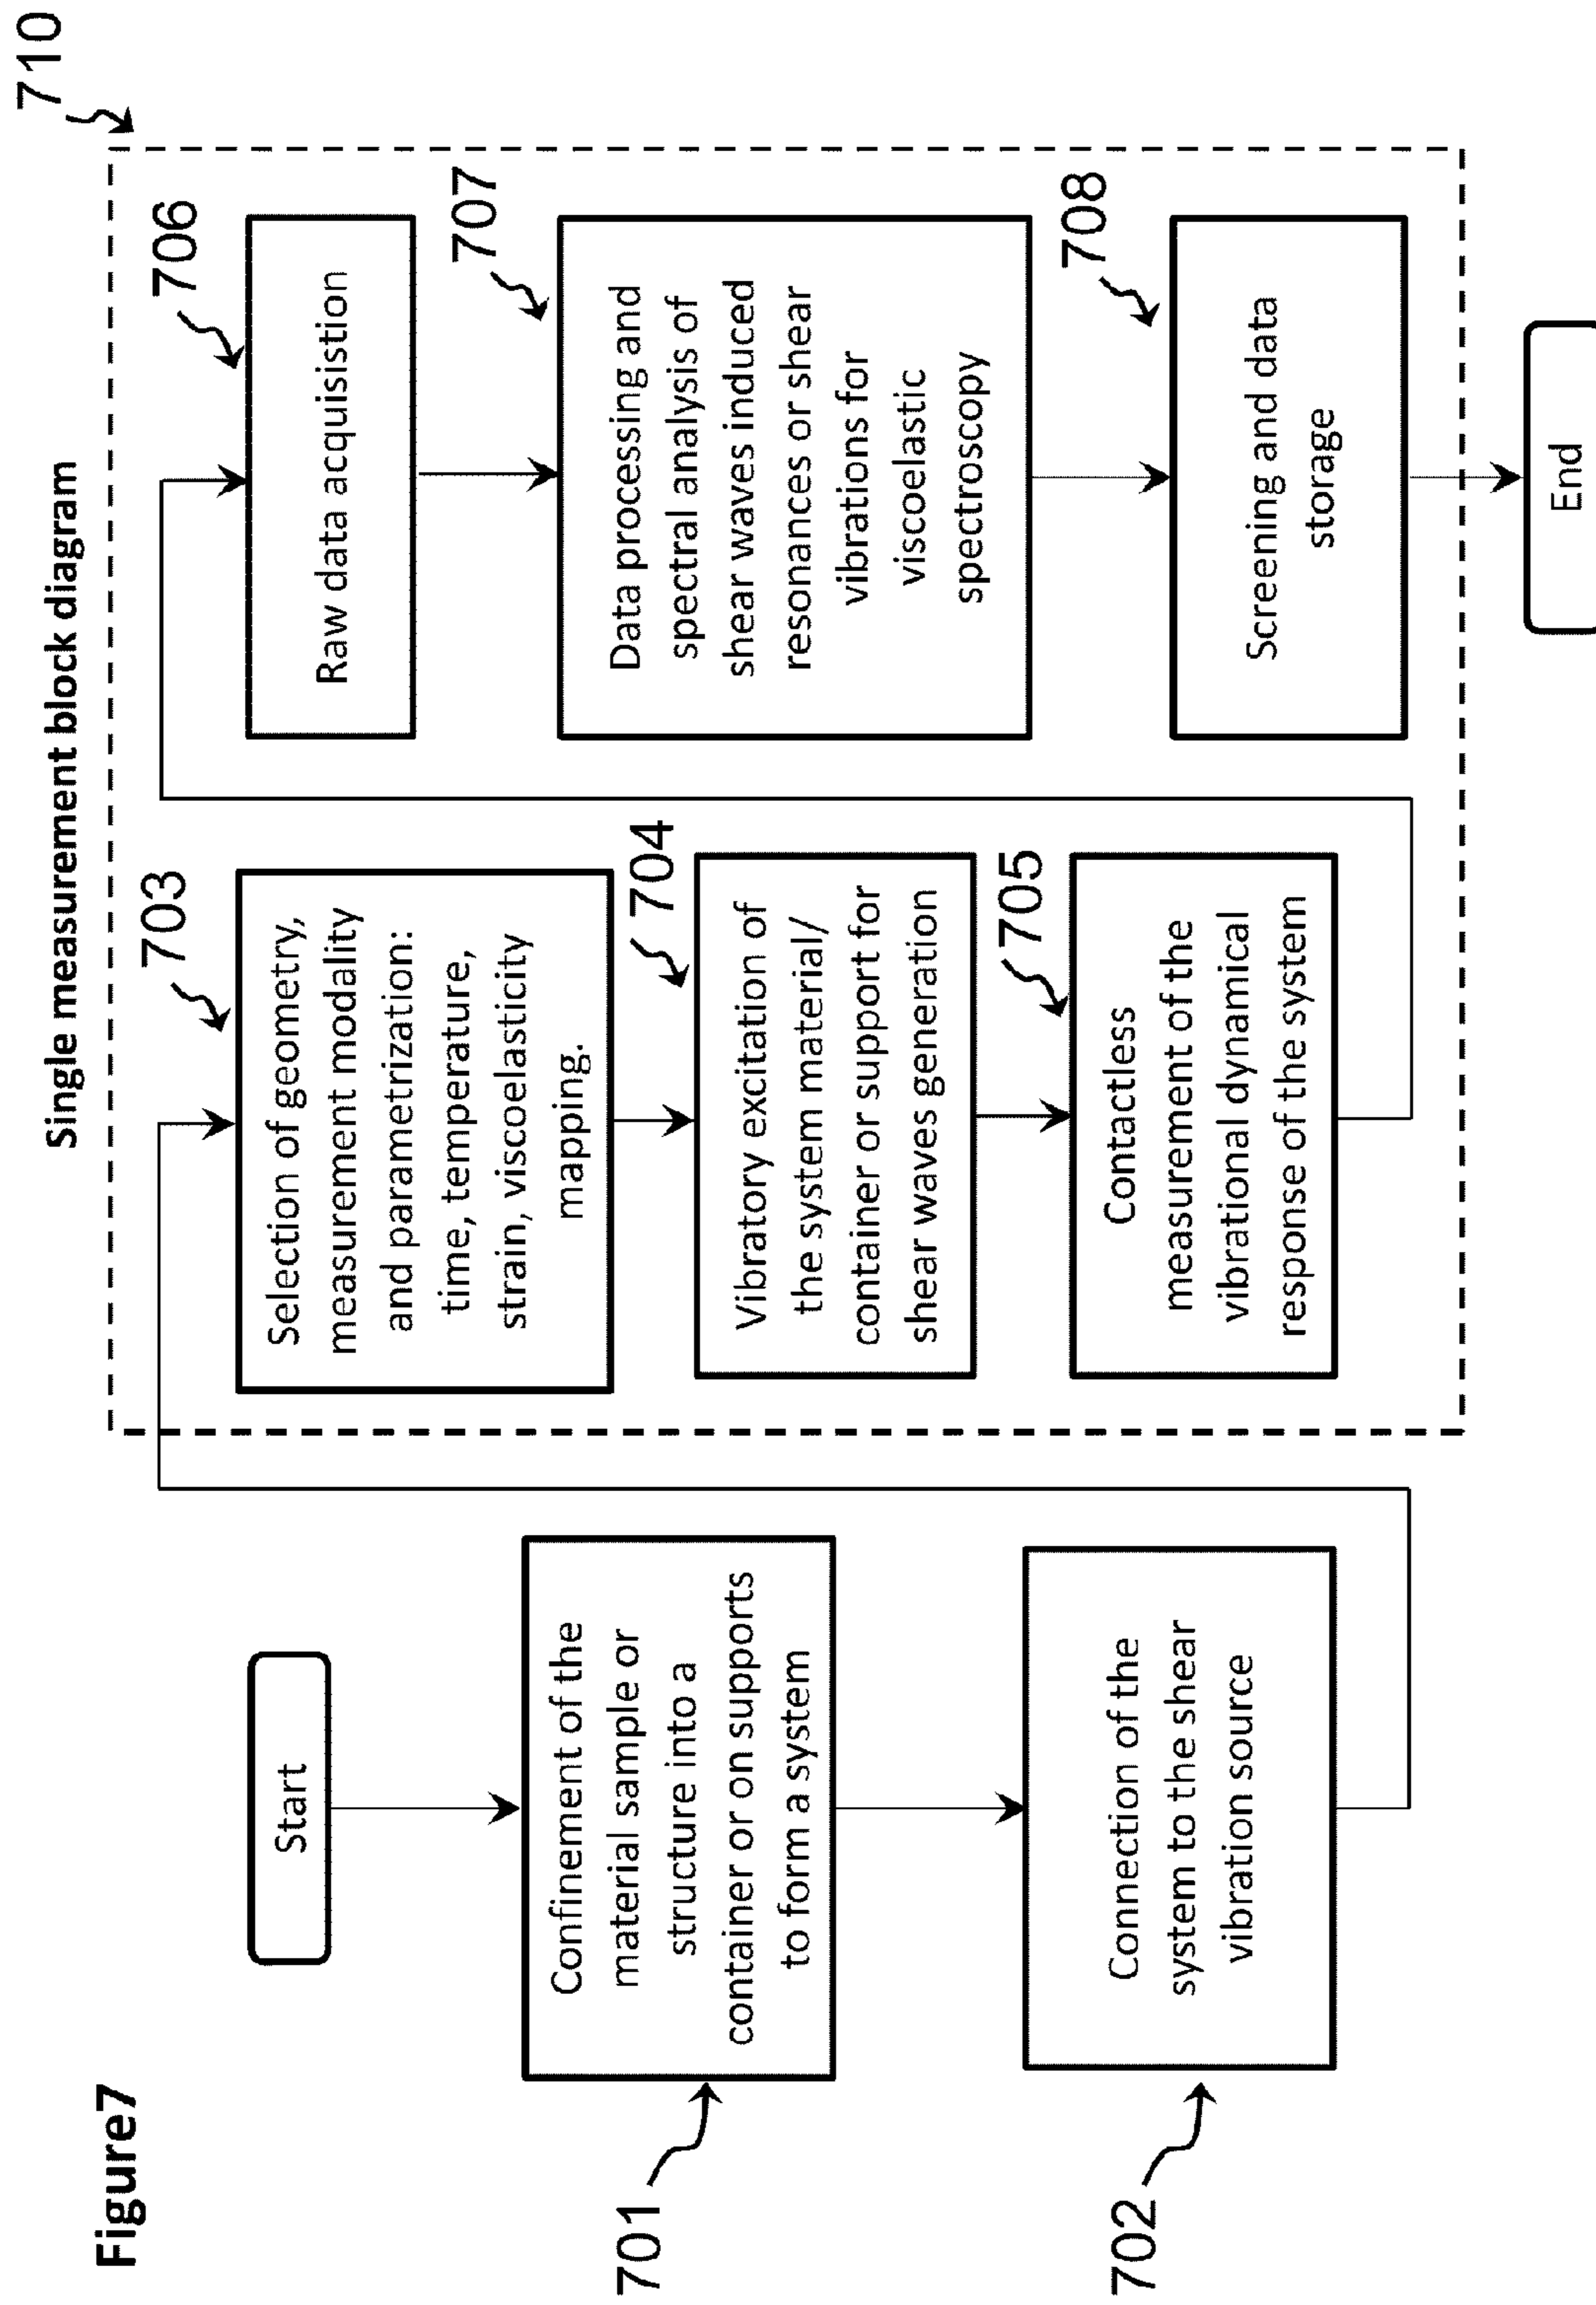 Figure7
Single measurement block diagram
710
Start
701
Confinement of the
material sample or
structure into a
container or on supports
to form a system
702
Connection of the
system to the shear
vibration source
703
Selection of geometry,
measurement modality
and parametrization:
time, temperature,
strain, viscoelasticity
mapping.
704
Vibratory excitation of
the system material/
container or support for
shear waves generation
705
Contactless
measurement of the
vibrational dynamical
response of the system
706
Raw data acquisistion
707
Data processing and
spectral analysis of
shear waves induced
resonances or shear
vibrations for
viscoelastic
spectroscopy
708
Screening and data
storage
End